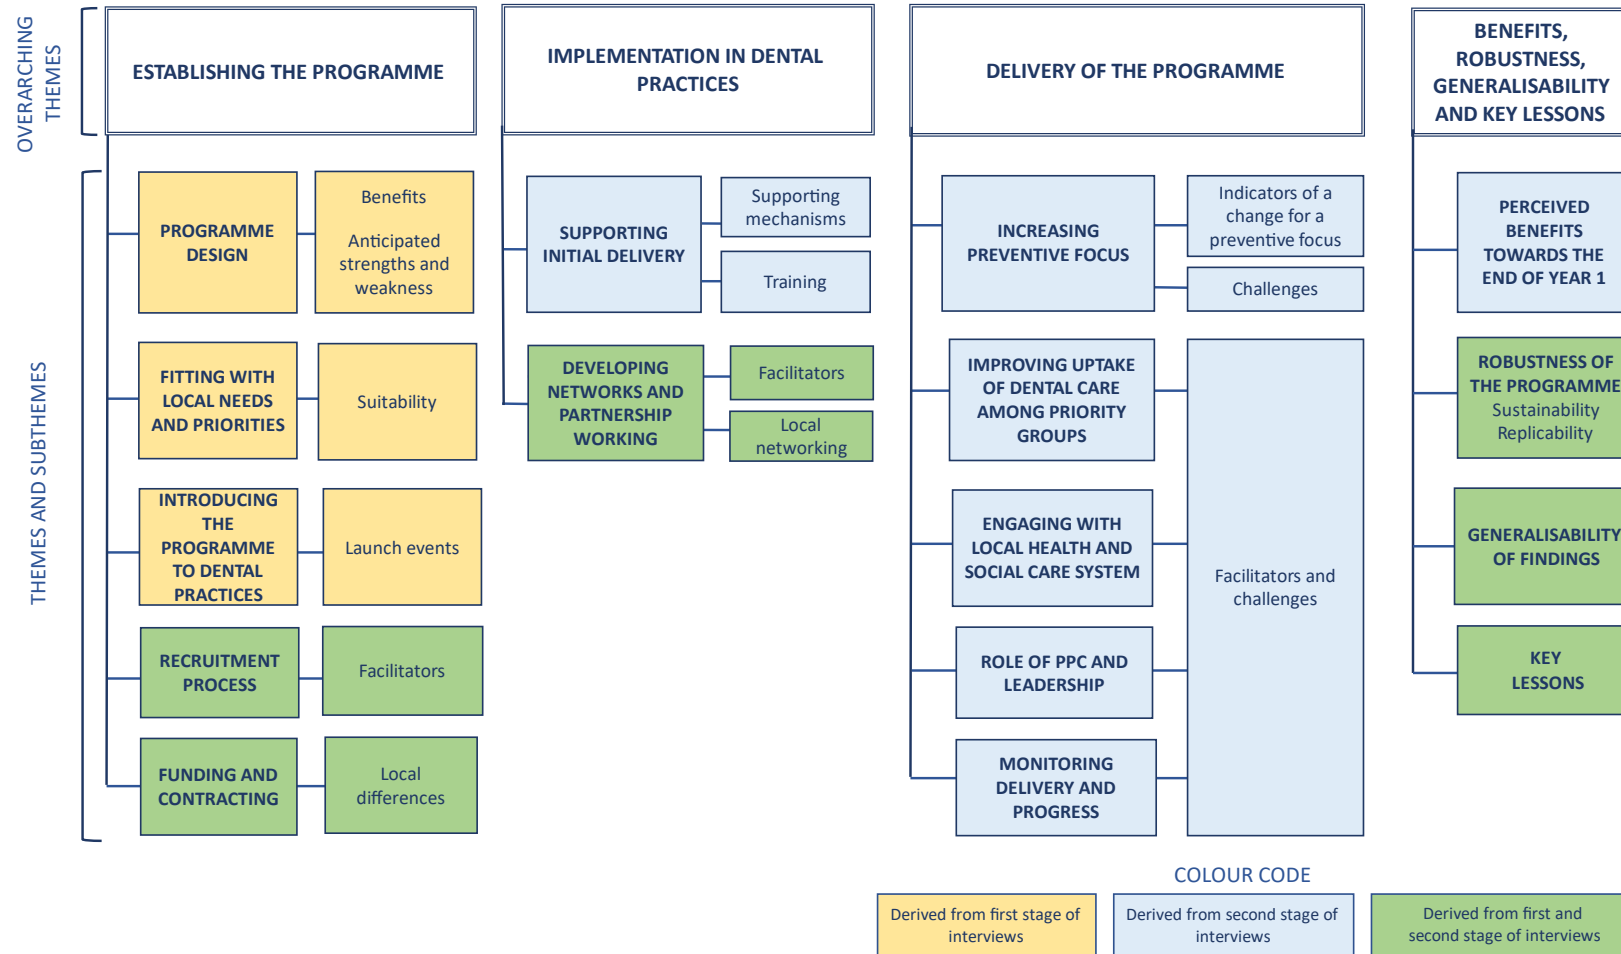 OVERARCHING
THEMES
ESTABLISHING THE PROGRAMME
IMPLEMENTATION IN DENTAL
PRACTICES
DELIVERY OF THE PROGRAMME
BENEFITS,
ROBUSTNESS,
GENERALISABILITY
AND KEY LESSONS
THEMES AND SUBTHEMES
PROGRAMME
DESIGN
Benefits
Anticipated
strengths and
weakness
FITTING WITH
LOCAL NEEDS
AND PRIORITIES
Suitability
INTRODUCING
THE
PROGRAMME
TO DENTAL
PRACTICES
Launch events
RECRUITMENT
PROCESS
Facilitators
FUNDING AND
CONTRACTING
Local
differences
SUPPORTING
INITIAL DELIVERY
Supporting
mechanisms
Training
DEVELOPING
NETWORKS AND
PARTNERSHIP
WORKING
Facilitators
Local
networking
INCREASING
PREVENTIVE FOCUS
Indicators of a
change for a
preventive focus
Challenges
IMPROVING UPTAKE
OF DENTAL CARE
AMONG PRIORITY
GROUPS
ENGAGING WITH
LOCAL HEALTH AND
SOCIAL CARE SYSTEM
ROLE OF PPC AND
LEADERSHIP
MONITORING
DELIVERY AND
PROGRESS
Facilitators and
challenges
PERCEIVED
BENEFITS
TOWARDS THE
END OF YEAR 1
ROBUSTNESS OF
THE PROGRAMME
Sustainability
Replicability
GENERALISABILITY
OF FINDINGS
KEY
LESSONS
COLOUR CODE
Derived from first stage of
interviews
Derived from second stage of
interviews
Derived from first and
second stage of interviews